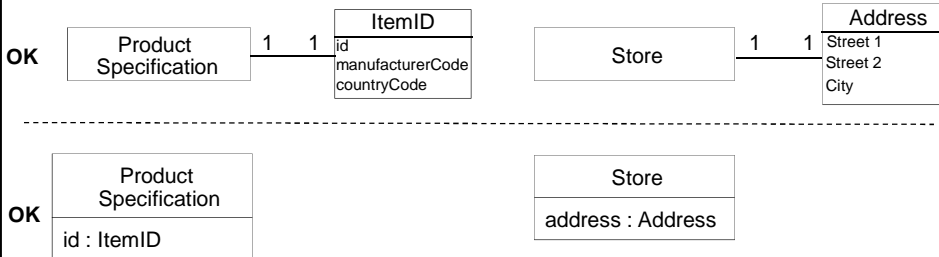 OK
Product
Specification
1 1
ItemID
id
manufacturerCode
countryCode
Store
1 1
Address
Street 1
Street 2
City
OK
Product
Specification
id : ItemID
Store
address : Address